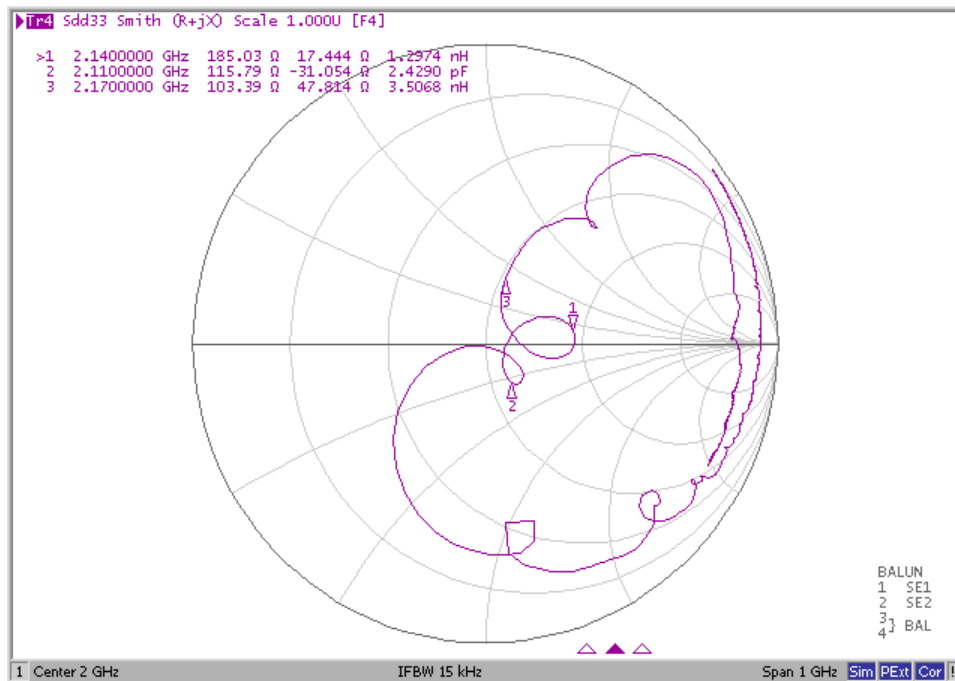 Tr4 Sdd33 Smith (R+jX) Scale 1.000U [F4]
>1 2.1400000 GHz 185.03 Ω 17.444 Ω 1.2974 nH
2 2.1100000 GHz 115.79 Ω -31.054 Ω 2.4290 pF
3 2.1700000 GHz 103.39 Ω 47.814 Ω 3.5068 nH
3
1
2
BALUN
1 SE1
2 SE2
3
4} BAL
1 Center 2 GHz IFBW 15 kHz Span 1 GHz Sim PExt Cor !